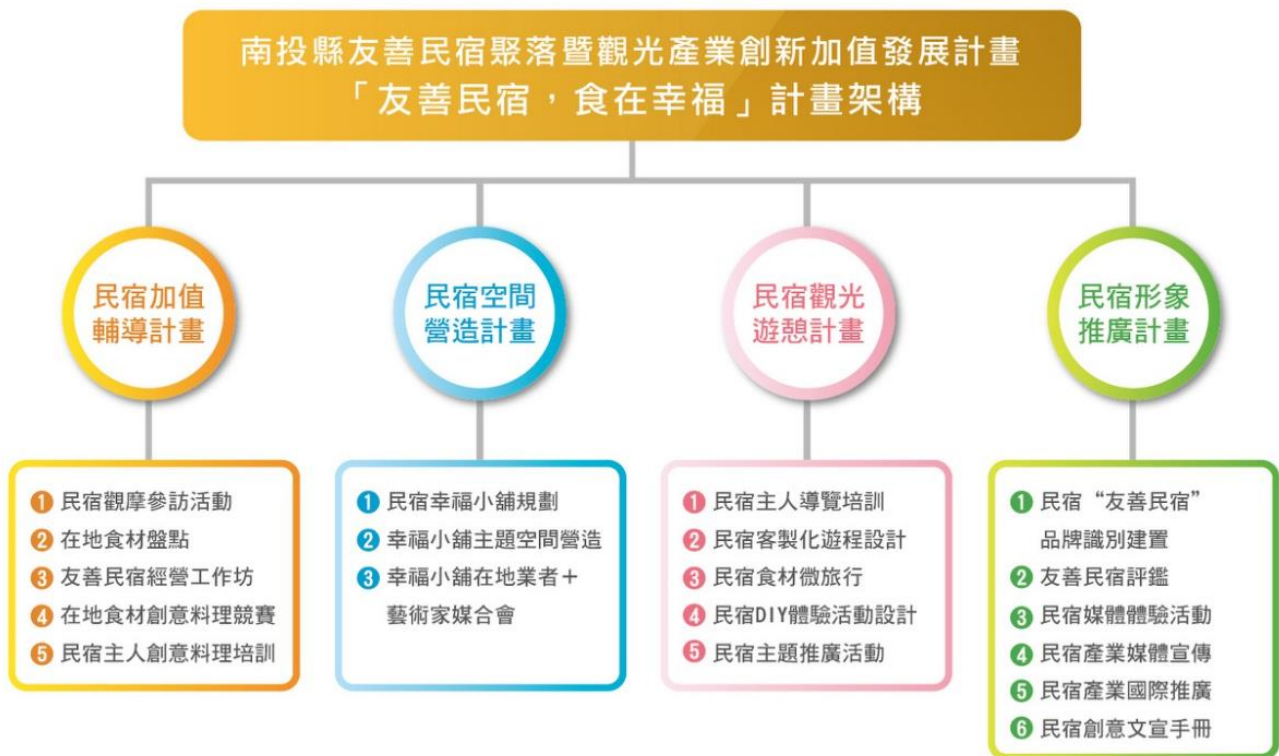 南投縣友善民宿聚落暨觀光產業創新加值發展計畫
「友善民宿,食在幸福」計畫架構
民宿加值
輔導計畫
1 民宿觀摩參訪活動
2 在地食材盤點
3 友善民宿經營工作坊
4 在地食材創意料理競賽
5 民宿主人創意料理培訓
民宿空間
營造計畫
1 民宿幸福小舖規劃
2 幸福小舖主題空間營造
3 幸福小舖在地業者+
藝術家媒合會
民宿觀光
遊憩計畫
1 民宿主人導覽培訓
2 民宿客製化遊程設計
3 民宿食材微旅行
4 民宿DIY體驗活動設計
5 民宿主題推廣活動
民宿形象
推廣計畫
1 民宿“友善民宿”
品牌識別建置
2 友善民宿評鑑
3 民宿媒體體驗活動
4 民宿產業媒體宣傳
5 民宿產業國際推廣
6 民宿創意文宣手冊